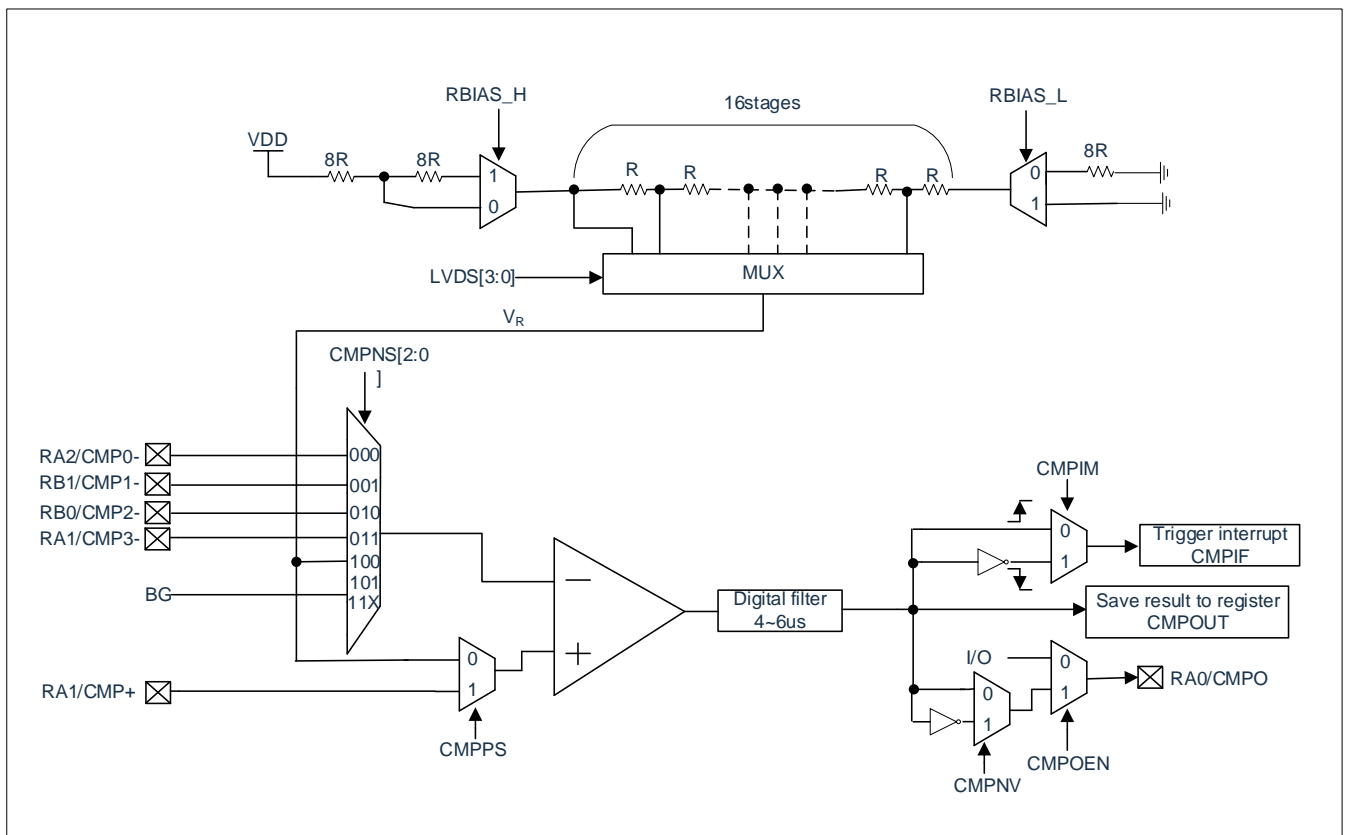 RBIAS_H
16stages
RBIAS_L
VDD
8R
8R
1
0
R
R
R
R
0
1
8R
LVDS[3:0]
MUX
VR
CMPNS[2:0
]
RA2/CMP0-
000
RB1/CMP1-
001
RB0/CMP2-
010
RA1/CMP3-
011
100
101
BG
11X
RA1/CMP+
0
1
CMPPS
Digital filter
4~6us
CMPIM
0
1
Trigger interrupt
CMPIF
Save result to register
CMPOUT
I/O
0
1
0
1
RA0/CMPO
CMPNV
CMPOEN